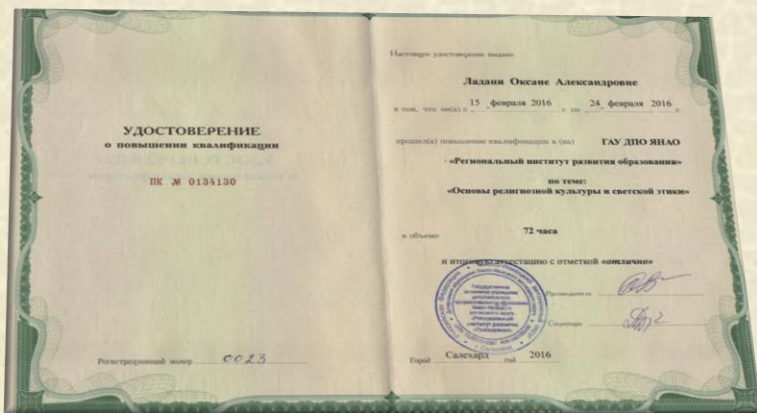 УДОСТОВЕРЕНИЕ
о повышении квалификации
ПК № 0134130
Регистрационный номер 0023
Настоящее удостоверение выдано
Ладани Оксане Александровне
в том, что он(а) с 15 февраля 2016 г. по 24 февраля 2016 г.
прошел(а) повышение квалификации в (на) ГАУ ДПО ЯНАО
«Региональный институт развития образования»
по теме:
«Основы религиозной культуры и светской этики»
в объеме 72 часа
и итоговую аттестацию с отметкой «отлично»
Руководитель
Секретарь
Город Салехард год 2016